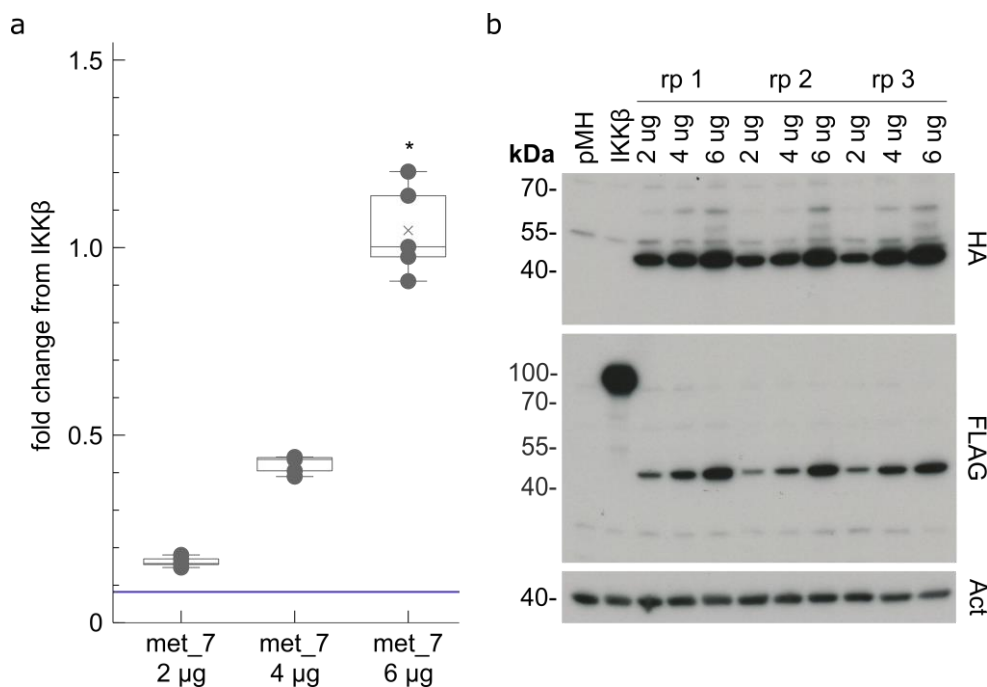 a
1.5
1.0
0.5
0
fold change from IKKβ
*
met_7
2 µg
met_7
4 µg
met_7
6 µg
b
rp 1 rp 2 rp 3
kDa
pMH
IKKβ
2 ug
4 ug
6 ug
2 ug
4 ug
6 ug
2 ug
4 ug
6 ug
70-
55-
40-
HA
100-
70-
55-
40-
FLAG
40-
Act